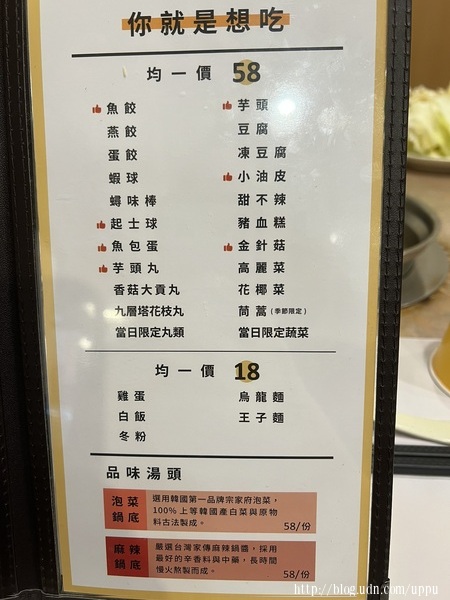 你就是想吃
均一價 58
魚餃
燕餃
蛋餃
蝦球
蟳味棒
起士球
魚包蛋
芋頭丸
香菇大貢丸
九層塔花枝丸
當日限定丸類
芋頭
豆腐
凍豆腐
小油皮
甜不辣
豬血糕
金針菇
高麗菜
花椰菜
茼蒿(季節限定)
當日限定蔬菜
均一價 18
雞蛋
白飯
冬粉
烏龍麵
王子麵
品味湯頭
泡菜
鍋底
選用韓國第一品牌宗家府泡菜，
100%上等韓國產白菜與原物
料古法製成。
58/份
麻辣
鍋底
嚴選台灣家傳麻辣鍋醬，採用
最好的辛香料與中藥，長時間
慢火熬製而成。
58/份
http://blog.udn.com/uppu